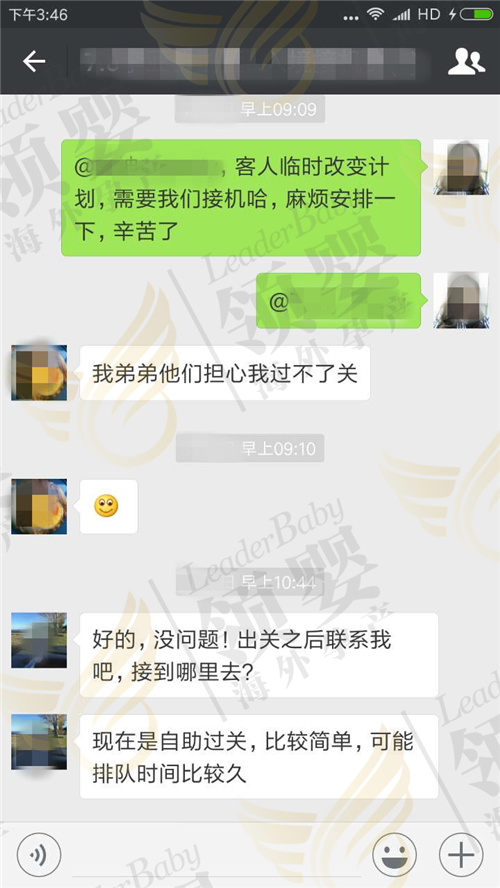 下午3:46
HD
早上09:09
@ ，客人临时改变计
划，需要我们接机哈，麻烦安排一
下，辛苦了
@
我弟弟他们担心我过不了关
早上09:10
早上10:44
好的，没问题！出关之后联系我
吧，接到哪里去？
现在是自助过关，比较简单，可能
排队时间比较久
LeaderBaby
领婴
海外孕产